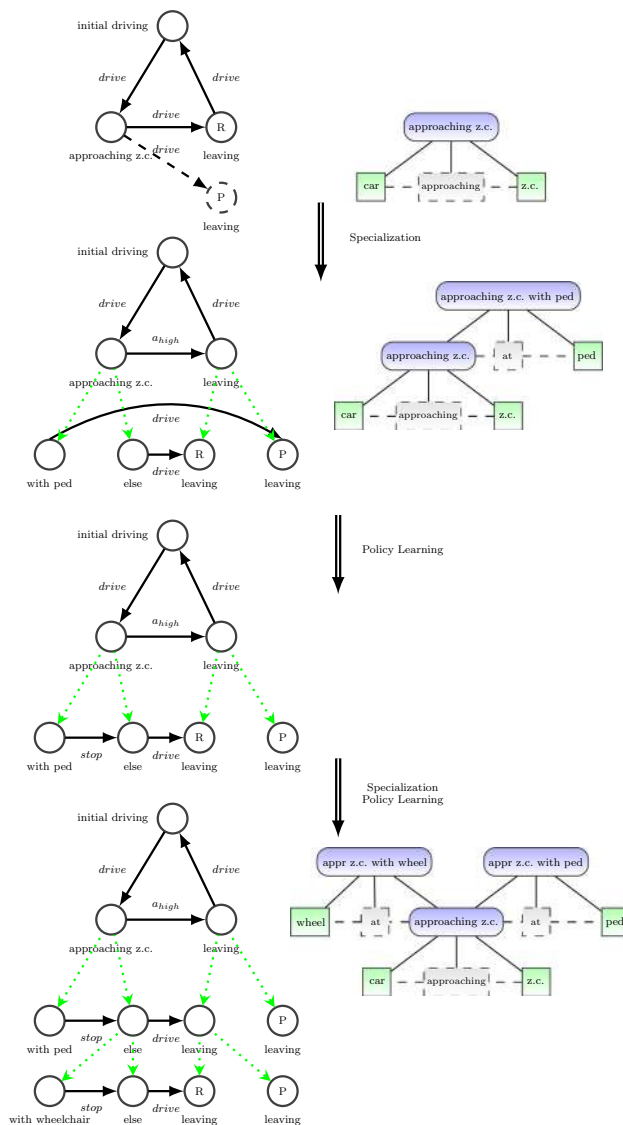 initial driving
drive
drive
drive
R
approaching z.c.
drive
leaving
P
leaving
approaching z.c.
car
approaching
z.c.
Specialization
initial driving
drive
drive
a_high
approaching z.c.
leaving
drive
R
P
with ped
else
drive
leaving
leaving
approaching z.c. with ped
approaching z.c.
at
ped
car
approaching
z.c.
Policy Learning
initial driving
drive
drive
a_high
approaching z.c.
leaving
R
P
with ped
stop
else
drive
leaving
leaving
Specialization
Policy Learning
initial driving
drive
drive
a_high
approaching z.c.
leaving
P
with ped
stop
else
drive
leaving
leaving
R
P
with wheelchair
stop
else
drive
leaving
leaving
appr z.c. with wheel
appr z.c. with ped
wheel
at
approaching z.c.
at
ped
car
approaching
z.c.